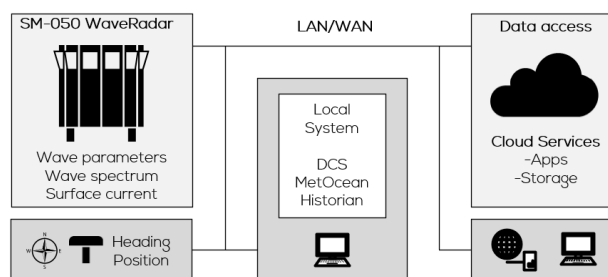 SM-050 WaveRadar
Wave parameters
Wave spectrum
Surface current
N
W
E
S
Heading
Position
LAN/WAN
Local
System
DCS
MetOcean
Historian
Data access
Cloud Services
-Apps
-Storage